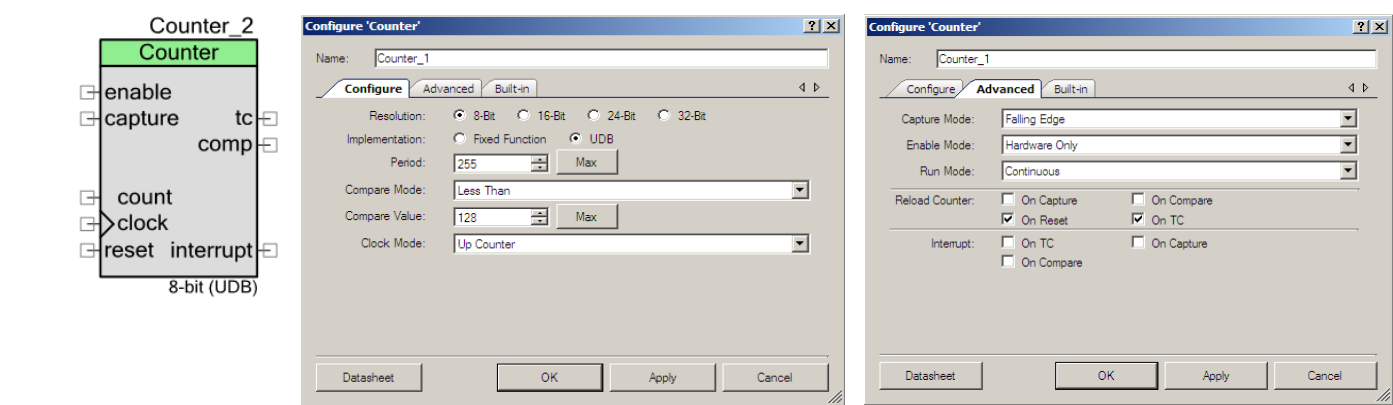 Counter_2
Counter
enable
capture tc
comp
count
clock
reset interrupt
8-bit (UDB)
Configure 'Counter'
Name: Counter_1
Configure Advanced Built-in
Resolution: 8-Bit 16-Bit 24-Bit 32-Bit
Implementation: Fixed Function UDB
Period: 255 Max
Compare Mode: Less Than
Compare Value: 128 Max
Clock Mode: Up Counter
Datasheet OK Apply Cancel
Configure 'Counter'
Name: Counter_1
Configure Advanced Built-in
Capture Mode: Falling Edge
Enable Mode: Hardware Only
Run Mode: Continuous
Reload Counter: On Capture On Compare
On Reset On TC
Interrupt: On TC On Capture
On Compare
Datasheet OK Apply Cancel